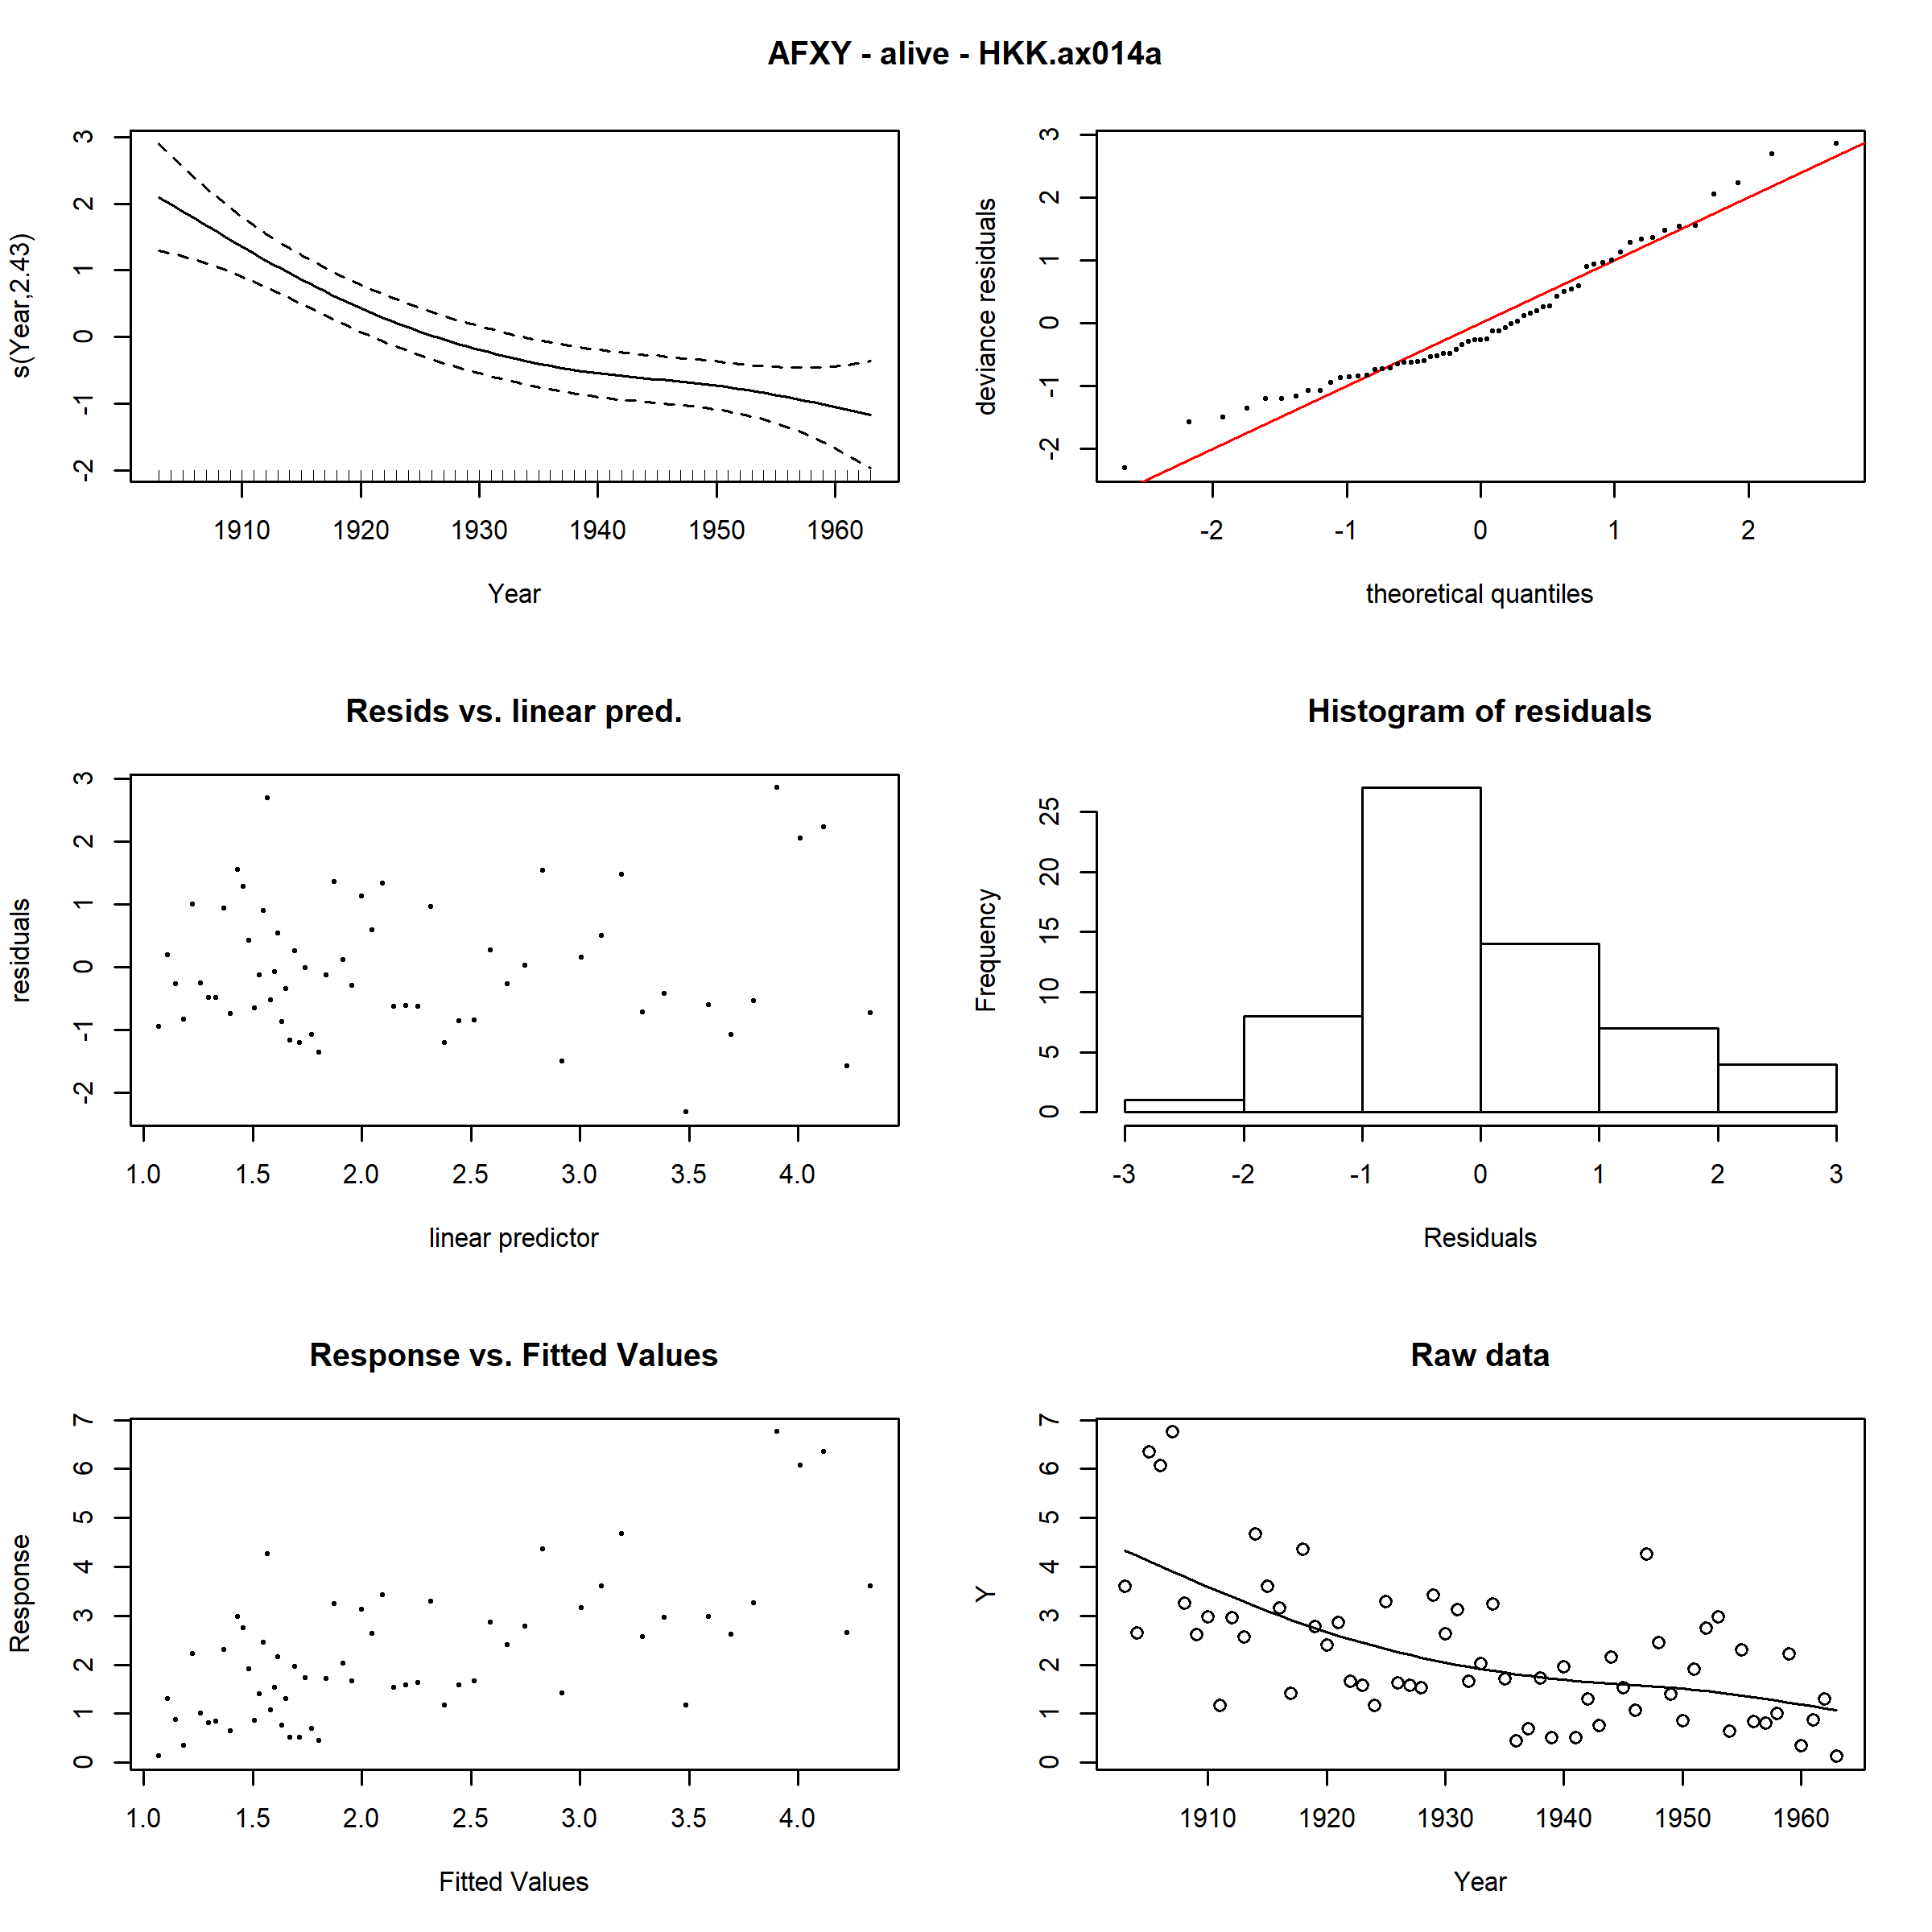 AFXY - alive - HKK.ax014a
s(Year,2.43)
3
2
1
0
-1
-2
1910 1920 1930 1940 1950 1960
Year
deviance residuals
3
2
1
0
-1
-2
-2 -1 0 1 2
theoretical quantiles
Resids vs. linear pred.
residuals
3
2
1
0
-1
-2
1.0 1.5 2.0 2.5 3.0 3.5 4.0
linear predictor
Histogram of residuals
Frequency
25
20
15
10
5
0
-3 -2 -1 0 1 2 3
Residuals
Response vs. Fitted Values
Response
7
6
5
4
3
2
1
0
1.0 1.5 2.0 2.5 3.0 3.5 4.0
Fitted Values
Raw data
Y
7
6
5
4
3
2
1
0
1910 1920 1930 1940 1950 1960
Year